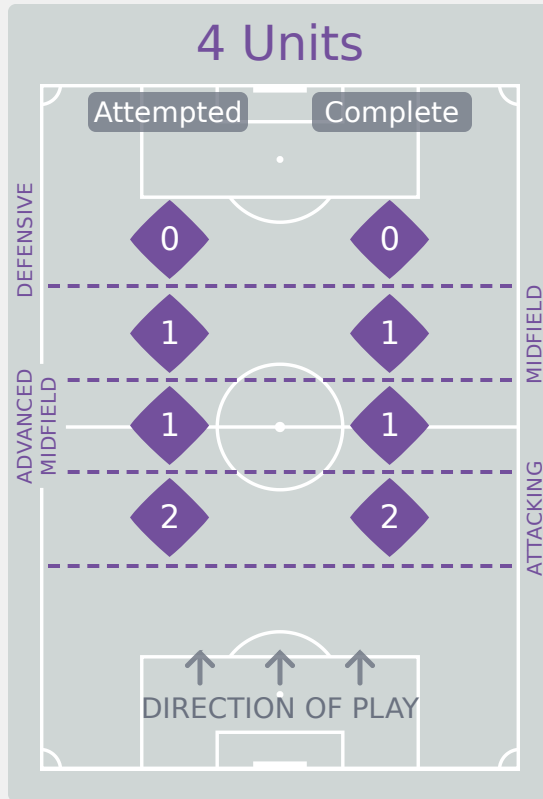 4 Units
Attempted Complete
DEFENSIVE
0 0
MIDFIELD
1 1
ADVANCED
MIDFIELD
1 1
ATTACKING
2 2
DIRECTION OF PLAY